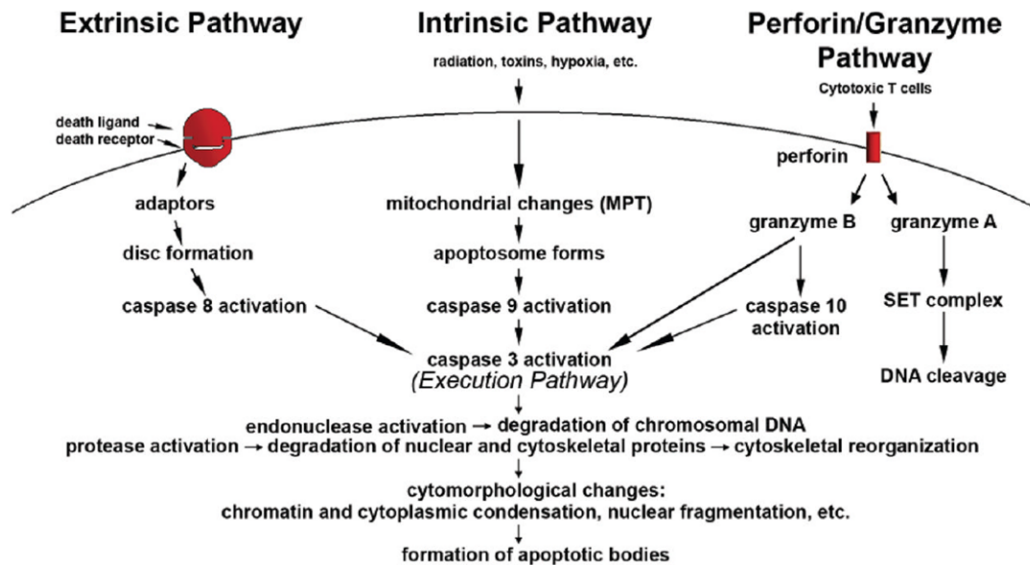 Extrinsic Pathway
Intrinsic Pathway
Perforin/Granzyme
Pathway
radiation, toxins, hypoxia, etc.
Cytotoxic T cells
death ligand
death receptor
perforin
adaptors
mitochondrial changes (MPT)
granzyme B
granzyme A
disc formation
apoptosome forms
caspase 8 activation
caspase 9 activation
caspase 10
activation
SET complex
caspase 3 activation
(Execution Pathway)
DNA cleavage
endonuclease activation → degradation of chromosomal DNA
protease activation → degradation of nuclear and cytoskeletal proteins → cytoskeletal reorganization
cytomorphological changes:
chromatin and cytoplasmic condensation, nuclear fragmentation, etc.
formation of apoptotic bodies